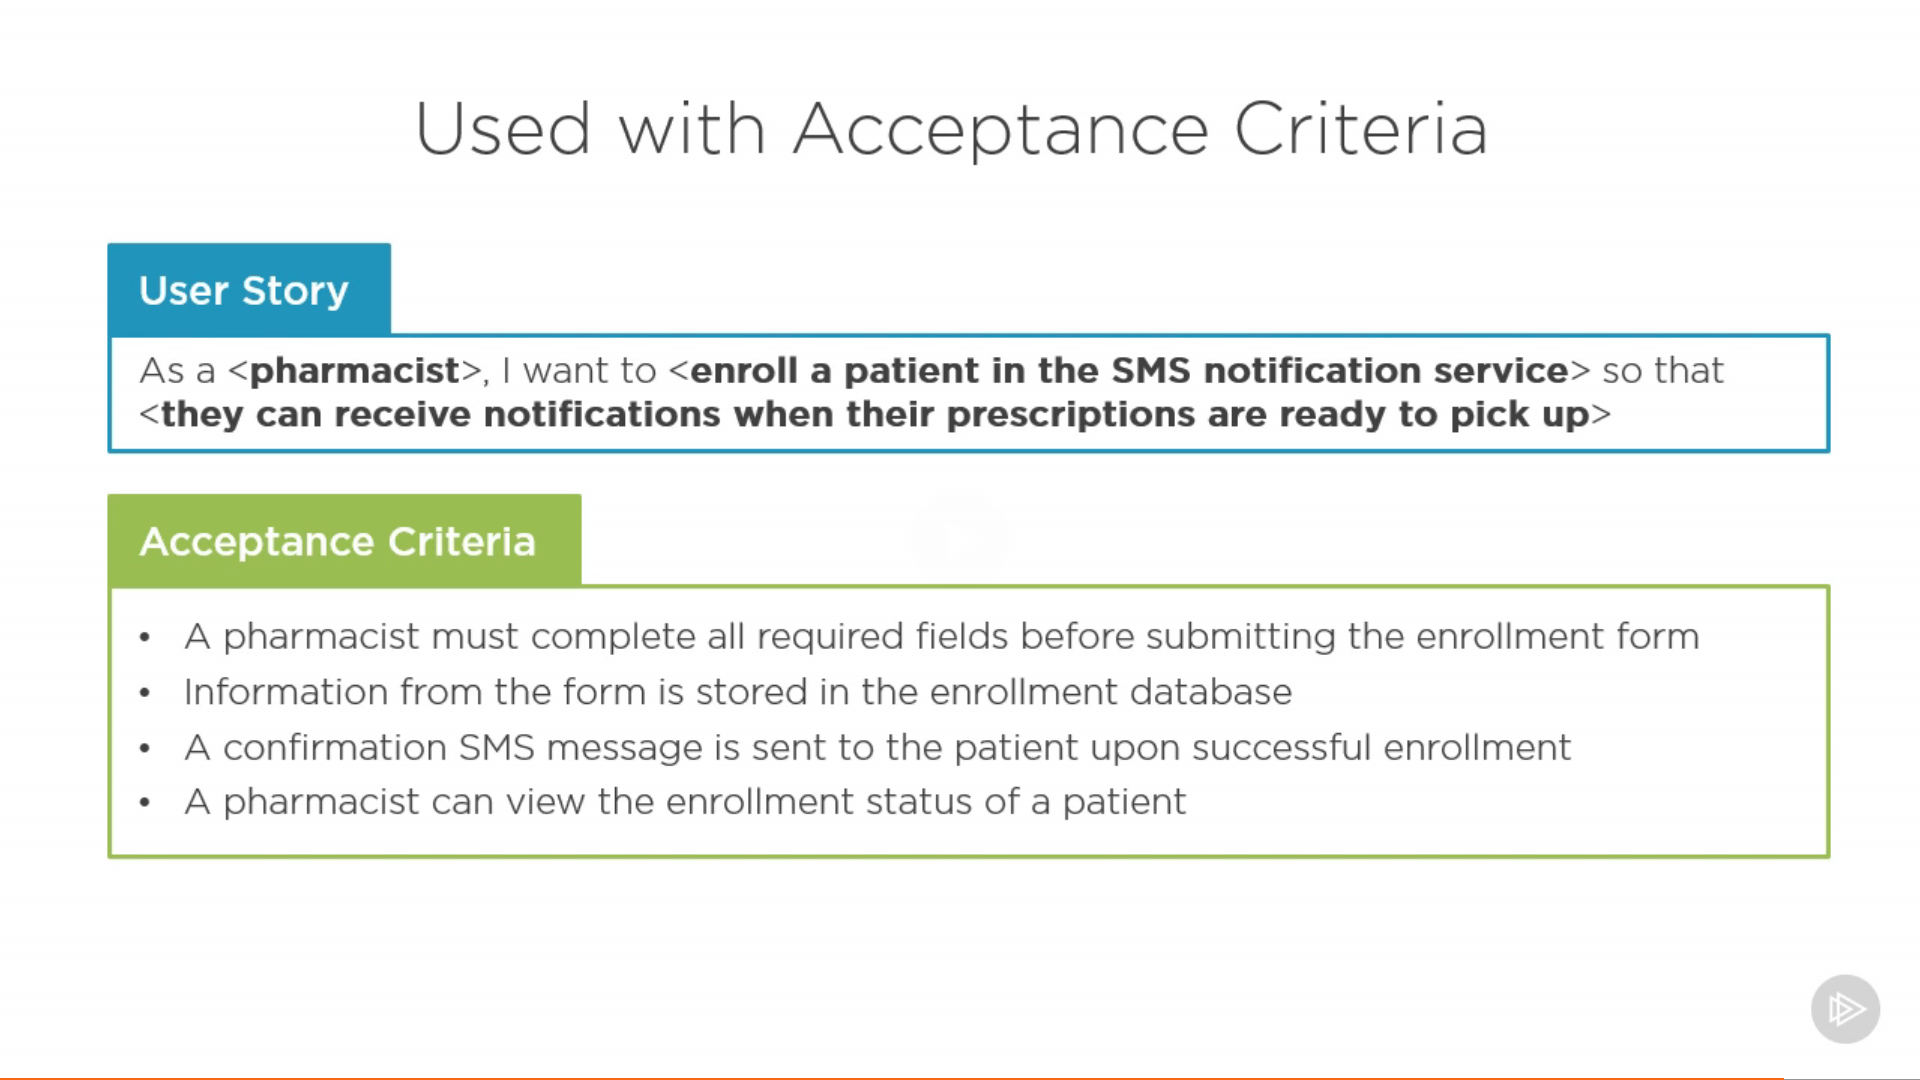 Used with Acceptance Criteria
User Story
As a <pharmacist>, I want to <enroll a patient in the SMS notification service> so that
<they can receive notifications when their prescriptions are ready to pick up>
Acceptance Criteria
• A pharmacist must complete all required fields before submitting the enrollment form
• Information from the form is stored in the enrollment database
• A confirmation SMS message is sent to the patient upon successful enrollment
• A pharmacist can view the enrollment status of a patient